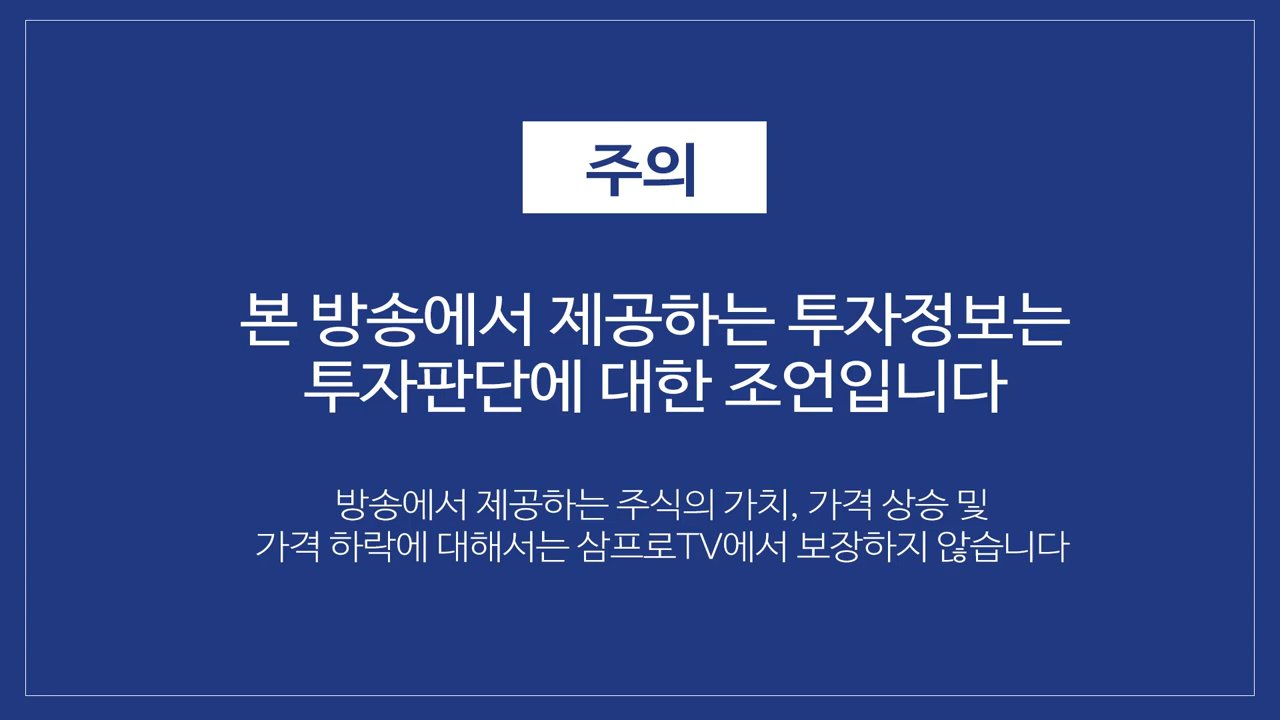 주의
본 방송에서 제공하는 투자정보는
투자판단에 대한 조언입니다
방송에서 제공하는 주식의 가치, 가격 상승 및
가격 하락에 대해서는 삼프로TV에서 보장하지 않습니다